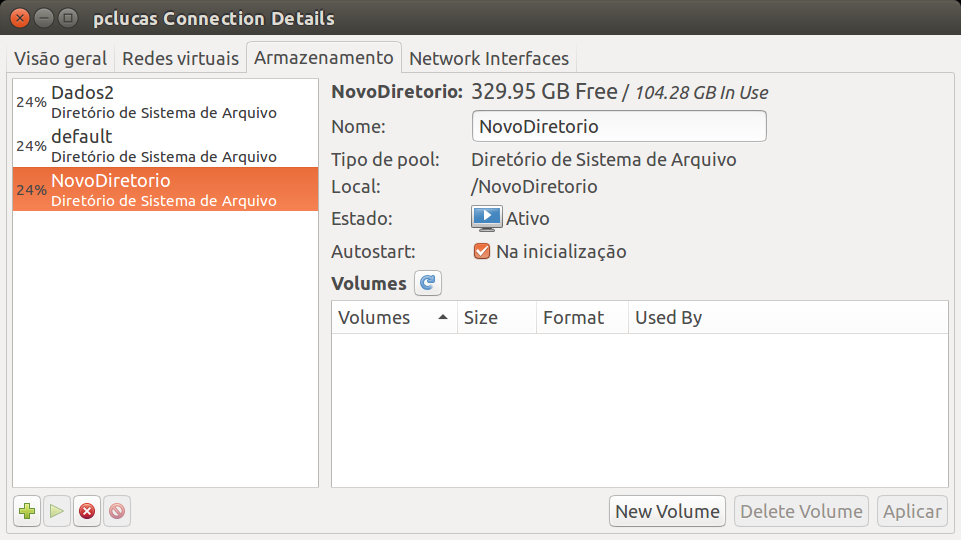 pclucas Connection Details
Visão geral Redes virtuais Armazenamento Network Interfaces
24% Dados2
Diretório de Sistema de Arquivo
24% default
Diretório de Sistema de Arquivo
24% NovoDiretorio
Diretório de Sistema de Arquivo
NovoDiretorio: 329.95 GB Free / 104.28 GB In Use
Nome: NovoDiretorio
Tipo de pool: Diretório de Sistema de Arquivo
Local: /NovoDiretorio
Estado: Ativo
Autostart: Na inicialização
Volumes
Volumes Size Format Used By
New Volume Delete Volume Aplicar